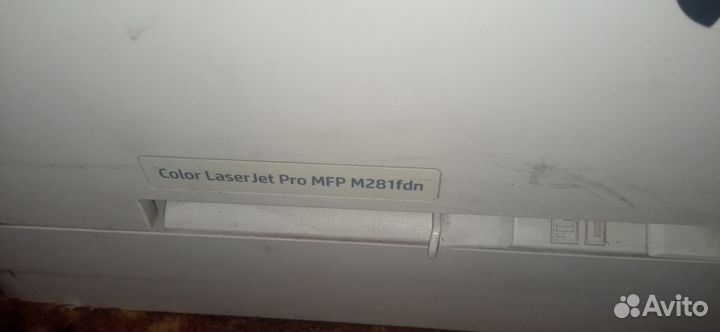 Color LaserJet Pro MFP M281fdn
Avito